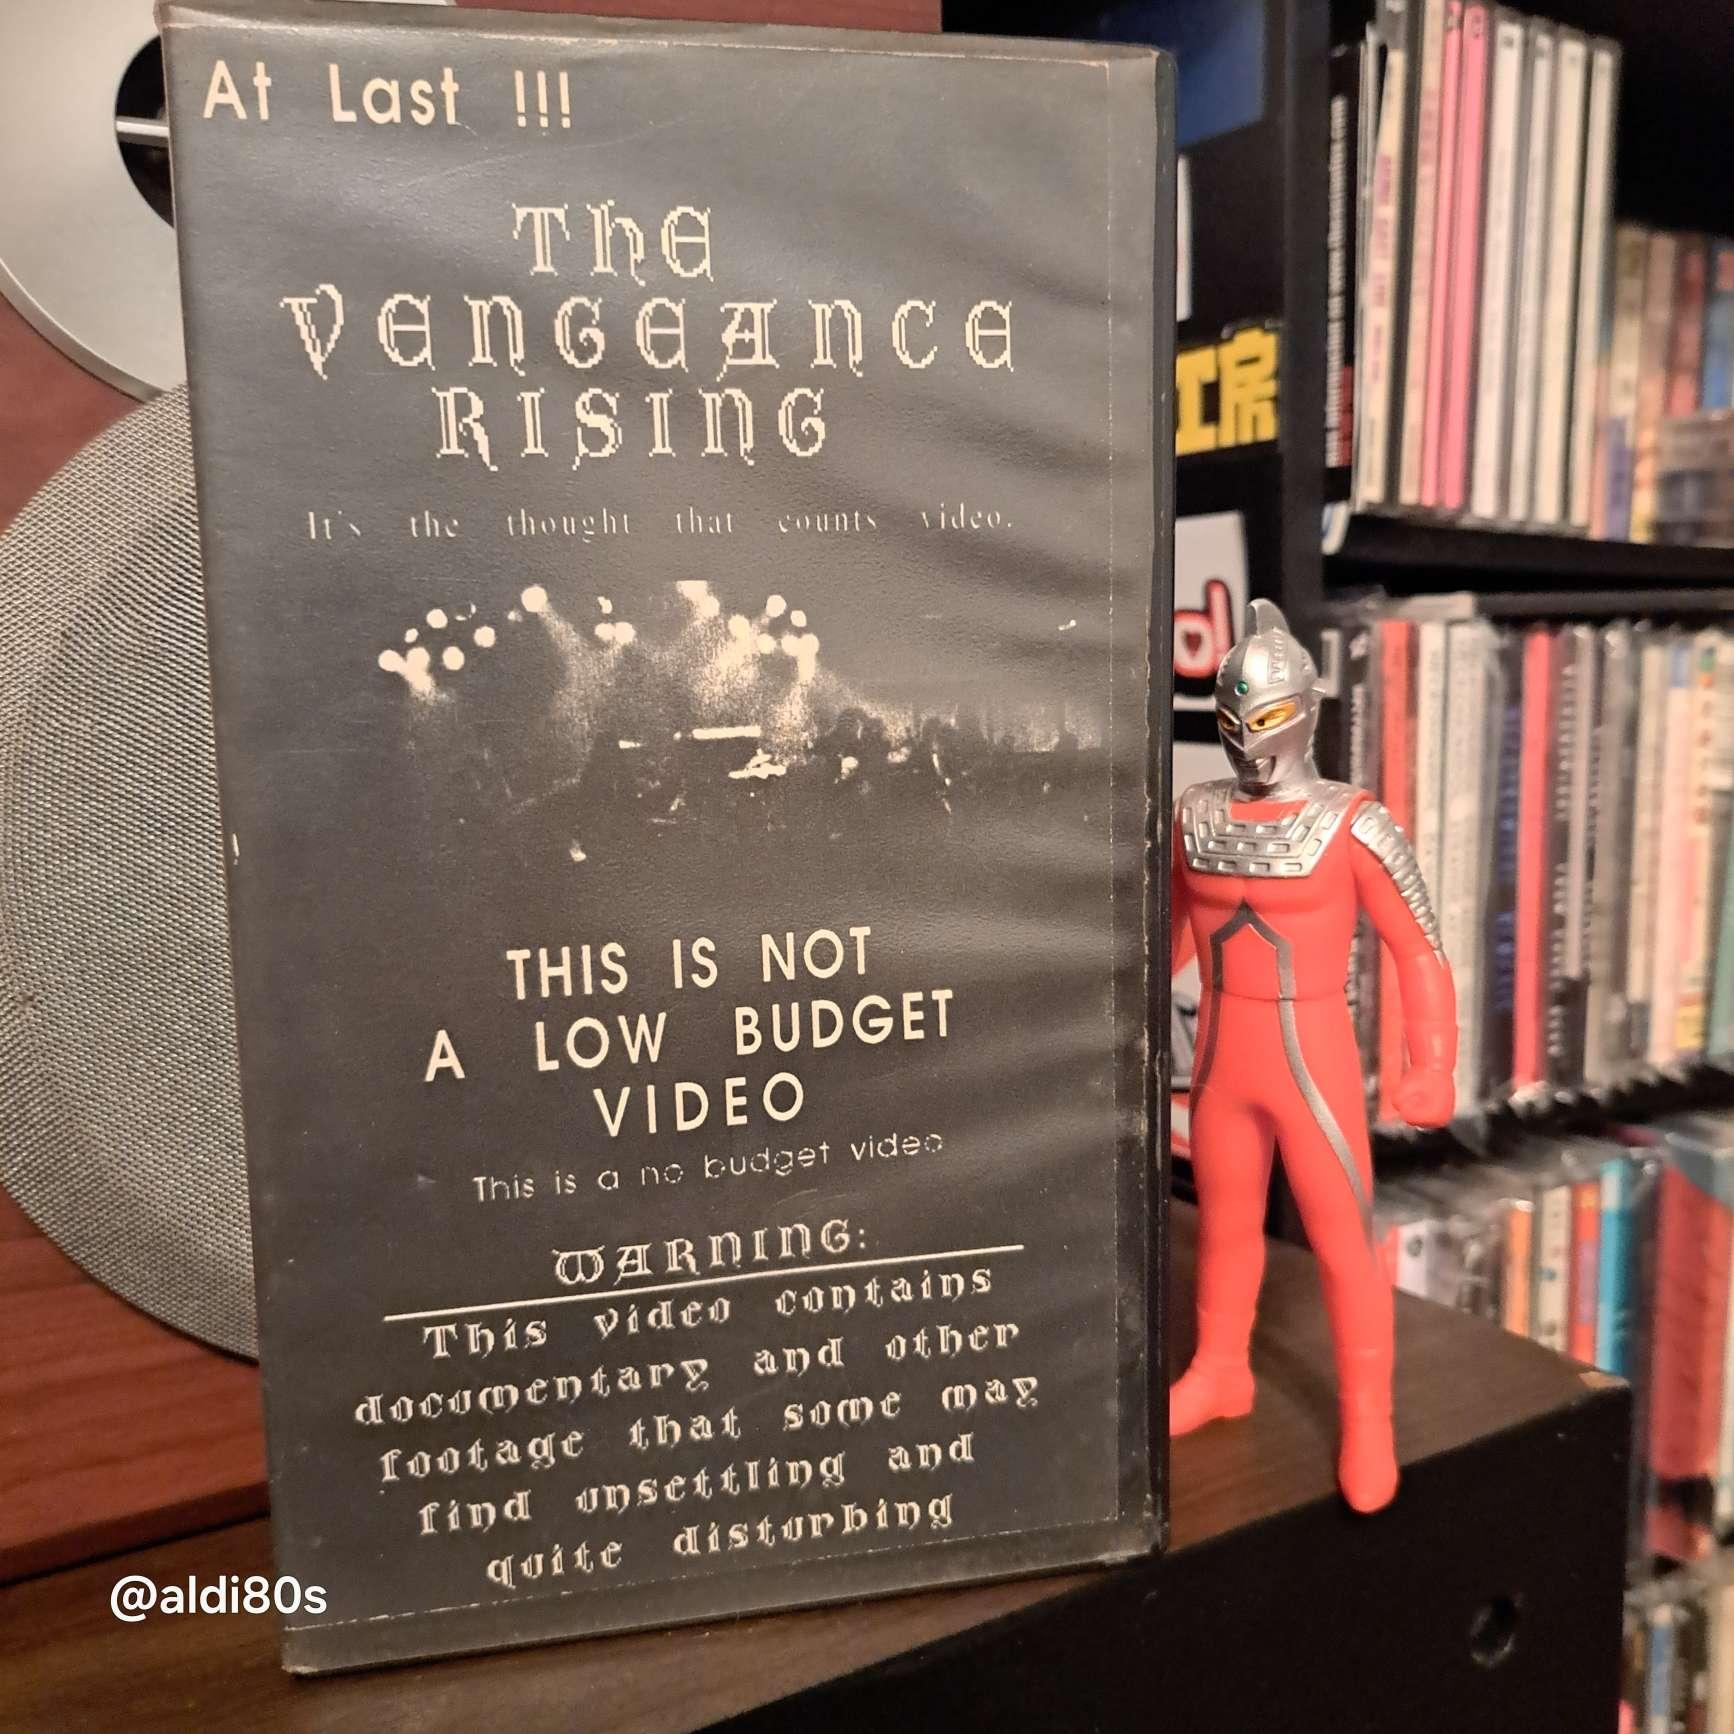 At Last !!!
The
VENGEANCE
RISING
It's the thought that counts video.
THIS IS NOT
A LOW BUDGET
VIDEO
This is a no budget video
WARNING:
This video contains
documentary and other
footage that some may
find unsettling and
quite disturbing
@aldi80s
工房